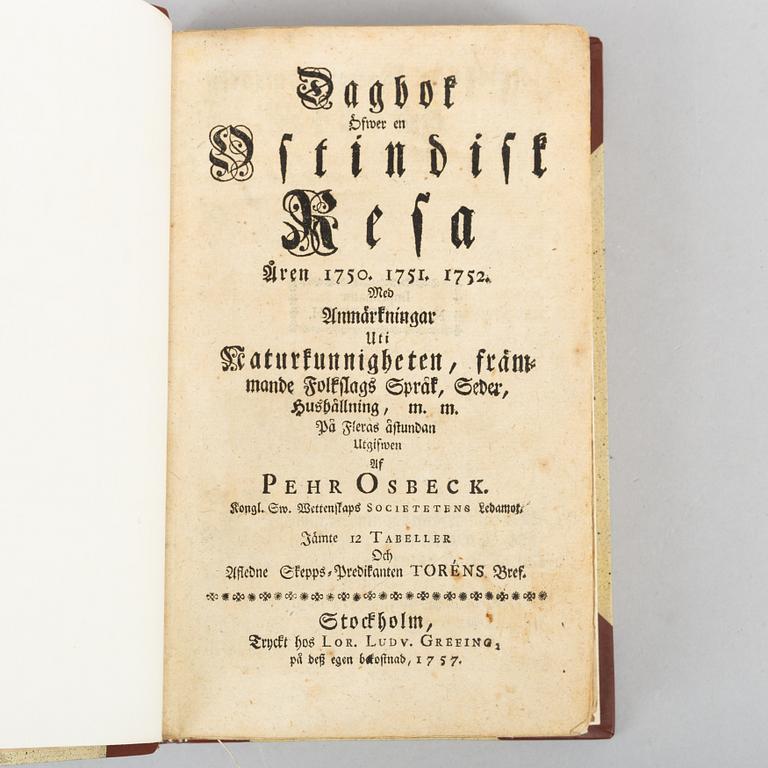 Dagbok
Öfwer en
Ostindisk
Resa
Åren 1750. 1751. 1752.
Med
Anmärkningar
Uti
Naturkunnigheten, främ-
mande Folkslags Språk, Seder,
Hushållning, m. m.
På Fleras åstundan
Utgifwen
Af
PEHR OSBECK.
Kongl. Sw. Wettenskaps SOCIETETENS Ledamot.
Jämte 12 TABELLER
Och
Afledne Skepps-Predikanten TORÉNS Bref.
Stockholm,
Tryckt hos LOR. LUDV. GREFING,
på deß egen bekostnad, 1757.